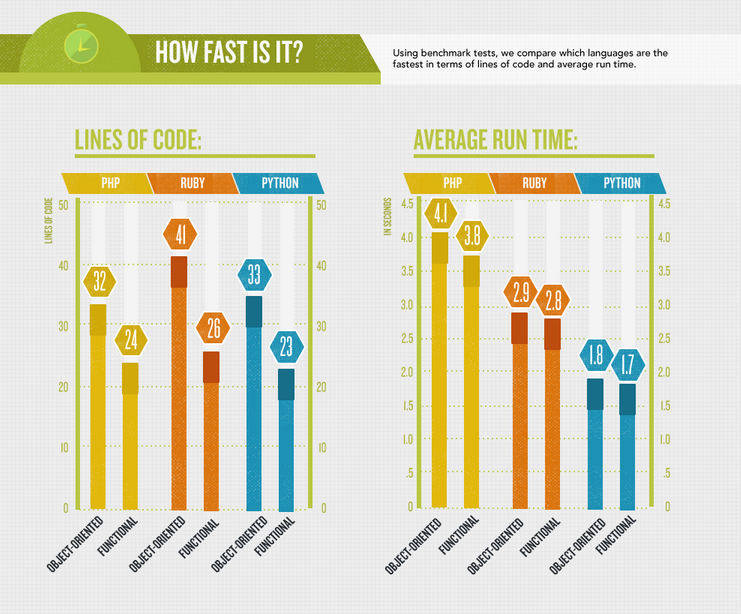 HOW FAST IS IT?
Using benchmark tests, we compare which languages are the
fastest in terms of lines of code and average run time.
LINES OF CODE:
PHP RUBY PYTHON
LINES OF CODE
50 50
40 40
30 30
20 20
10 10
0 0
32 24 41 26 33 23
OBJECT-ORIENTED FUNCTIONAL OBJECT-ORIENTED FUNCTIONAL OBJECT-ORIENTED FUNCTIONAL
AVERAGE RUN TIME:
PHP RUBY PYTHON
IN SECONDS
4.5 4.5
4.0 4.0
3.5 3.5
3.0 3.0
2.5 2.5
2.0 2.0
1.5 1.5
1.0 1.0
.5 .5
0 0
4.1 3.8 2.9 2.8 1.8 1.7
OBJECT-ORIENTED FUNCTIONAL OBJECT-ORIENTED FUNCTIONAL OBJECT-ORIENTED FUNCTIONAL